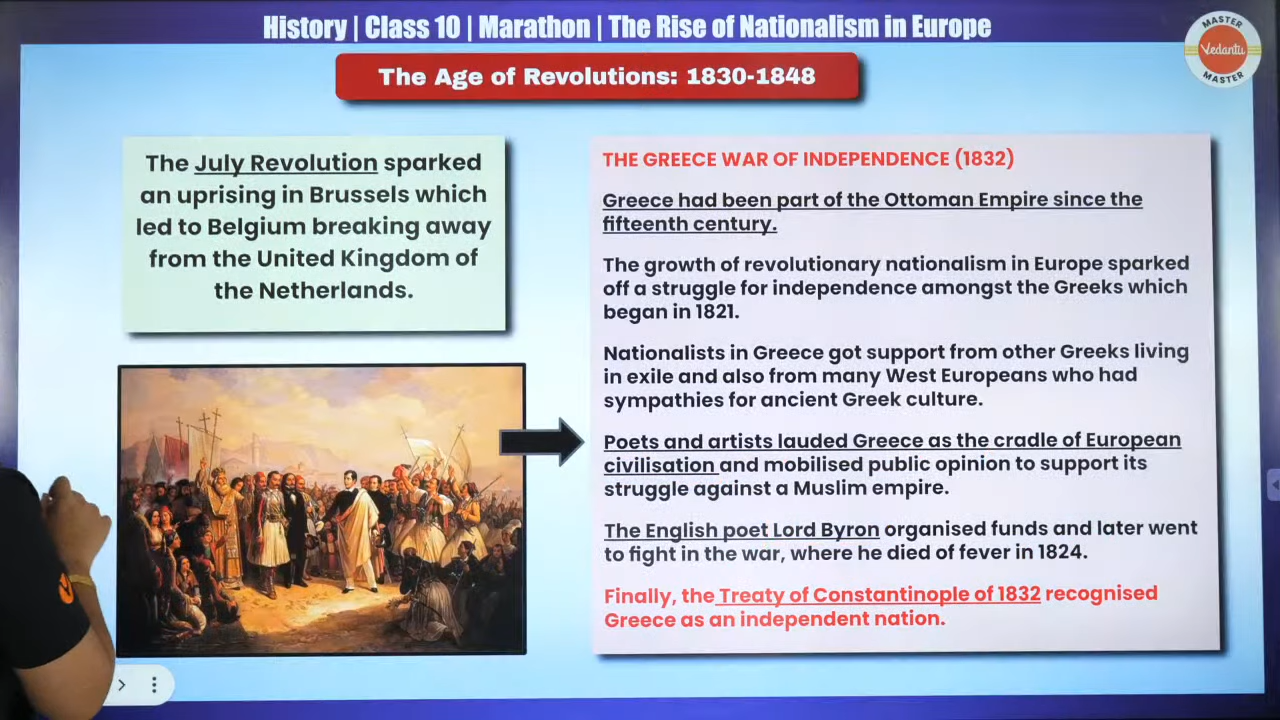 History | Class 10 | Marathon | The Rise of Nationalism in Europe
MASTER
Vedantu
MASTER
The Age of Revolutions: 1830-1848
The July Revolution sparked
an uprising in Brussels which
led to Belgium breaking away
from the United Kingdom of
the Netherlands.
THE GREECE WAR OF INDEPENDENCE (1832)
Greece had been part of the Ottoman Empire since the
fifteenth century.
The growth of revolutionary nationalism in Europe sparked
off a struggle for independence amongst the Greeks which
began in 1821.
Nationalists in Greece got support from other Greeks living
in exile and also from many West Europeans who had
sympathies for ancient Greek culture.
Poets and artists lauded Greece as the cradle of European
civilisation and mobilised public opinion to support its
struggle against a Muslim empire.
The English poet Lord Byron organised funds and later went
to fight in the war, where he died of fever in 1824.
Finally, the Treaty of Constantinople of 1832 recognised
Greece as an independent nation.